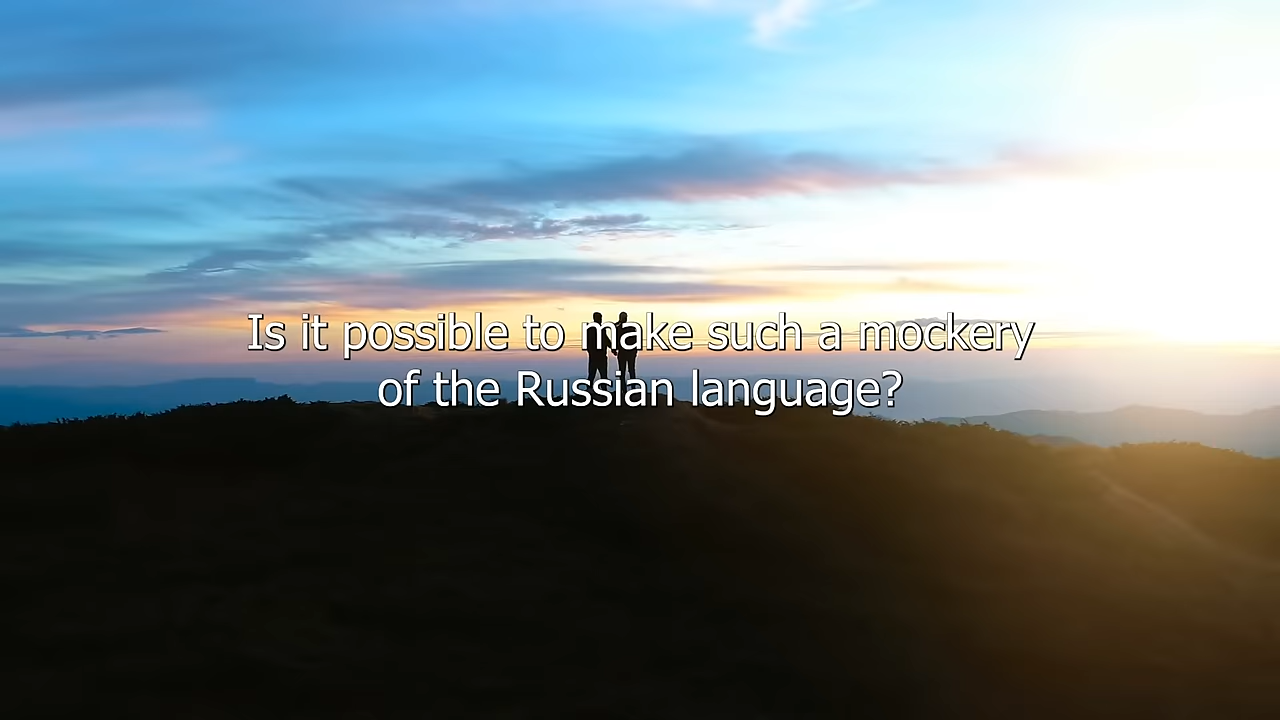 Is it possible to make such a mockery
of the Russian language?